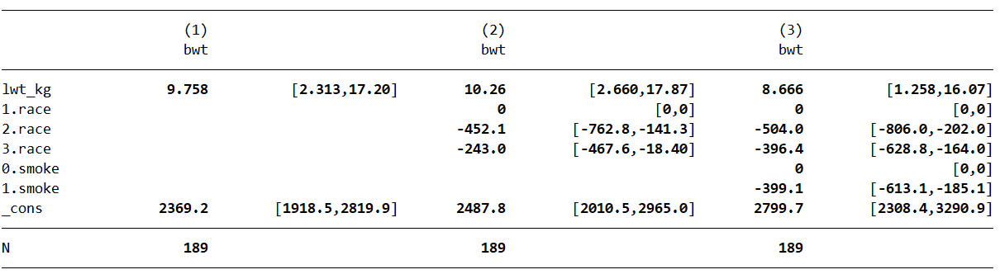 (1) (2) (3)
bwt bwt bwt
lwt_kg 9.758 [2.313,17.20] 10.26 [2.660,17.87] 8.666 [1.258,16.07]
1.race 0 [0,0] 0 [0,0]
2.race -452.1 [-762.8,-141.3] -504.0 [-806.0,-202.0]
3.race -243.0 [-467.6,-18.40] -396.4 [-628.8,-164.0]
0.smoke 0 [0,0]
1.smoke -399.1 [-613.1,-185.1]
_cons 2369.2 [1918.5,2819.9] 2487.8 [2010.5,2965.0] 2799.7 [2308.4,3290.9]
N 189 189 189